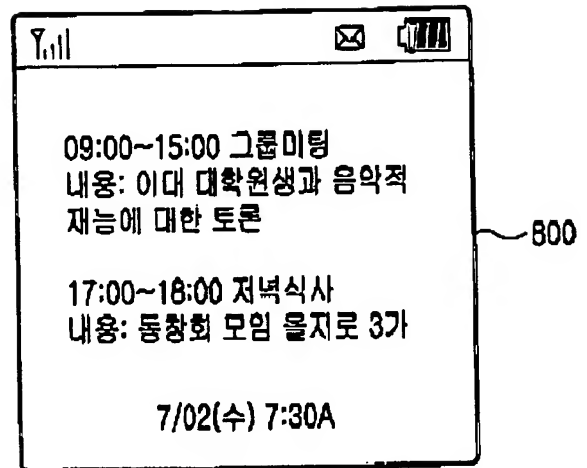 09:00~15:00 그룹미팅
내용: 이대 대학원생과 음악적
재능에 대한 토론
17:00~18:00 저녁식사
내용: 동창회 모임 을지로 3가
7/02(수) 7:30A
800